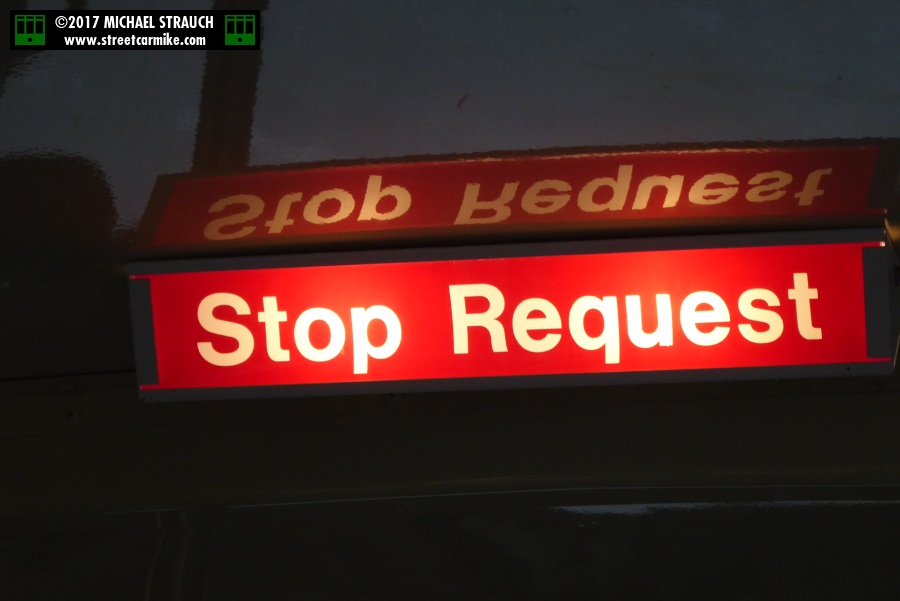 ©2017 MICHAEL STRAUCH
www.streetcarmike.com
Stop Request
Stop Request